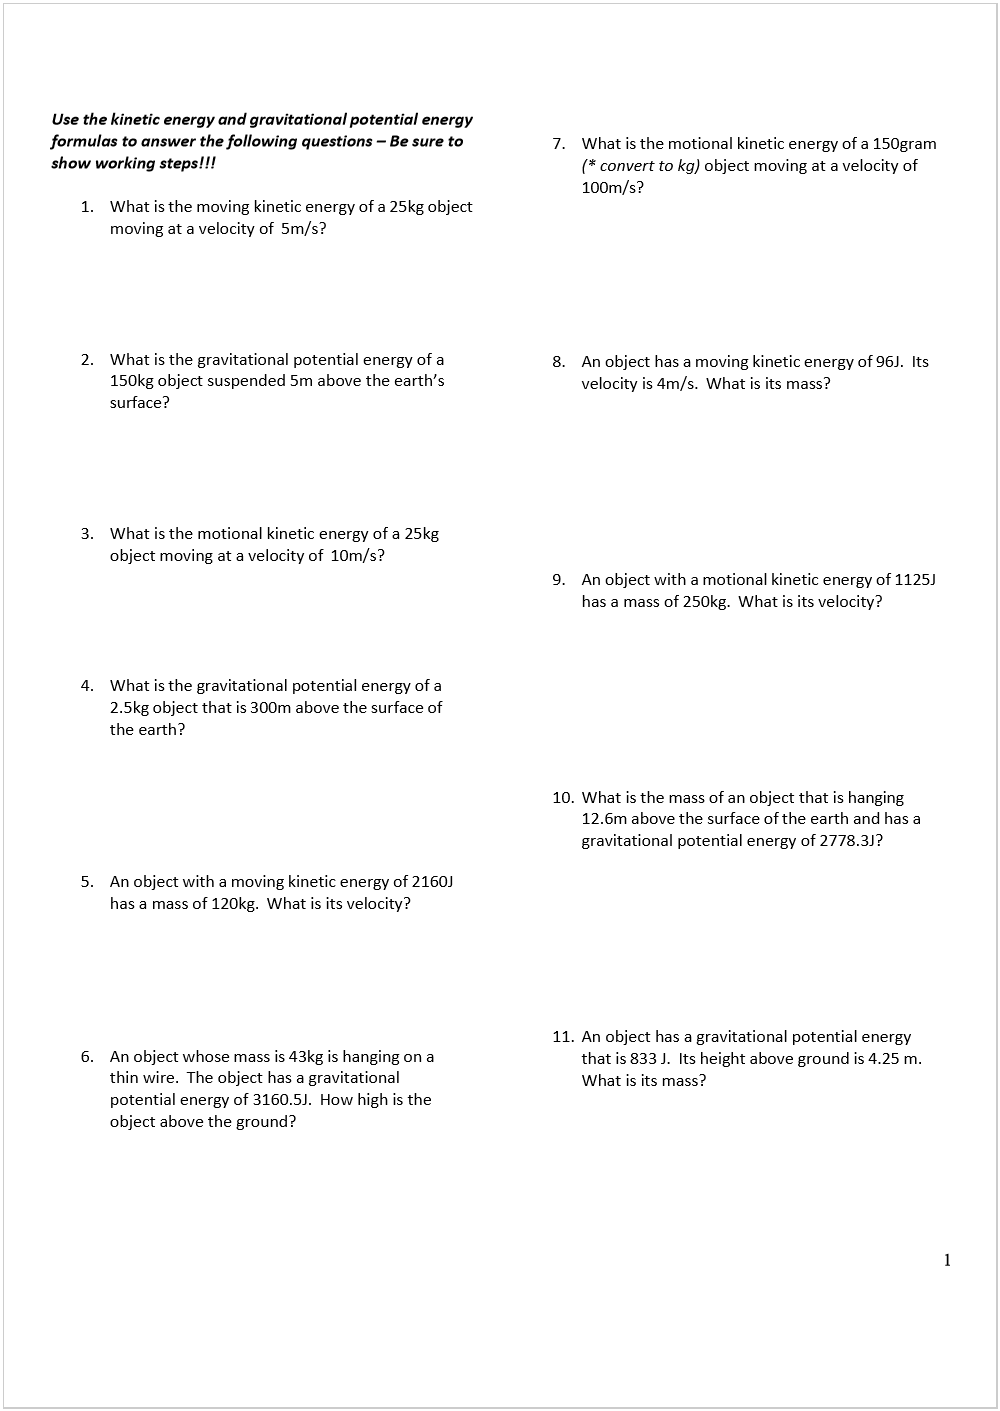 Use the kinetic energy and gravitational potential energy
formulas to answer the following questions – Be sure to
show working steps!!!
1. What is the moving kinetic energy of a 25kg object
moving at a velocity of 5m/s?
2. What is the gravitational potential energy of a
150kg object suspended 5m above the earth’s
surface?
3. What is the motional kinetic energy of a 25kg
object moving at a velocity of 10m/s?
4. What is the gravitational potential energy of a
2.5kg object that is 300m above the surface of
the earth?
5. An object with a moving kinetic energy of 2160J
has a mass of 120kg. What is its velocity?
6. An object whose mass is 43kg is hanging on a
thin wire. The object has a gravitational
potential energy of 3160.5J. How high is the
object above the ground?
7. What is the motional kinetic energy of a 150gram
(* convert to kg) object moving at a velocity of
100m/s?
8. An object has a moving kinetic energy of 96J. Its
velocity is 4m/s. What is its mass?
9. An object with a motional kinetic energy of 1125J
has a mass of 250kg. What is its velocity?
10. What is the mass of an object that is hanging
12.6m above the surface of the earth and has a
gravitational potential energy of 2778.3J?
11. An object has a gravitational potential energy
that is 833 J. Its height above ground is 4.25 m.
What is its mass?
1